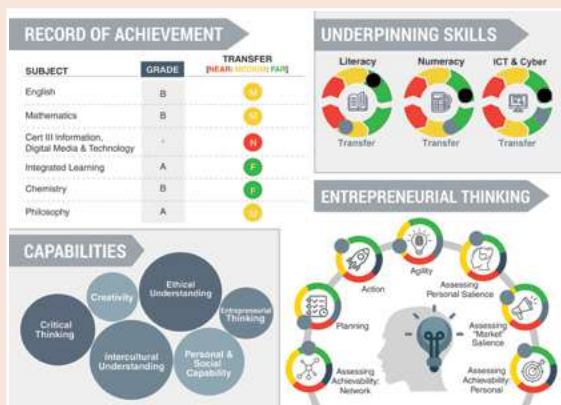 RECORD OF ACHIEVEMENT
SUBJECT
GRADE
TRANSFER
[NEAR: MEDIUM: FAR]
English
B
M
Mathematics
B
M
Cert III Information,
Digital Media & Technology
-
N
Integrated Learning
A
F
Chemistry
B
F
Philosophy
A
M
UNDERPINNING SKILLS
Literacy
Numeracy
ICT & Cyber
Transfer
Transfer
Transfer
CAPABILITIES
Critical
Thinking
Creativity
Ethical
Understanding
Entrepreneurial
Thinking
Intercultural
Understanding
Personal &
Social
Capability
ENTREPRENEURIAL THINKING
Assessing
Achievability:
Network
Planning
Action
Agility
Assessing
Personal Salience
Assessing
"Market"
Salience
Assessing
Achievability:
Personal